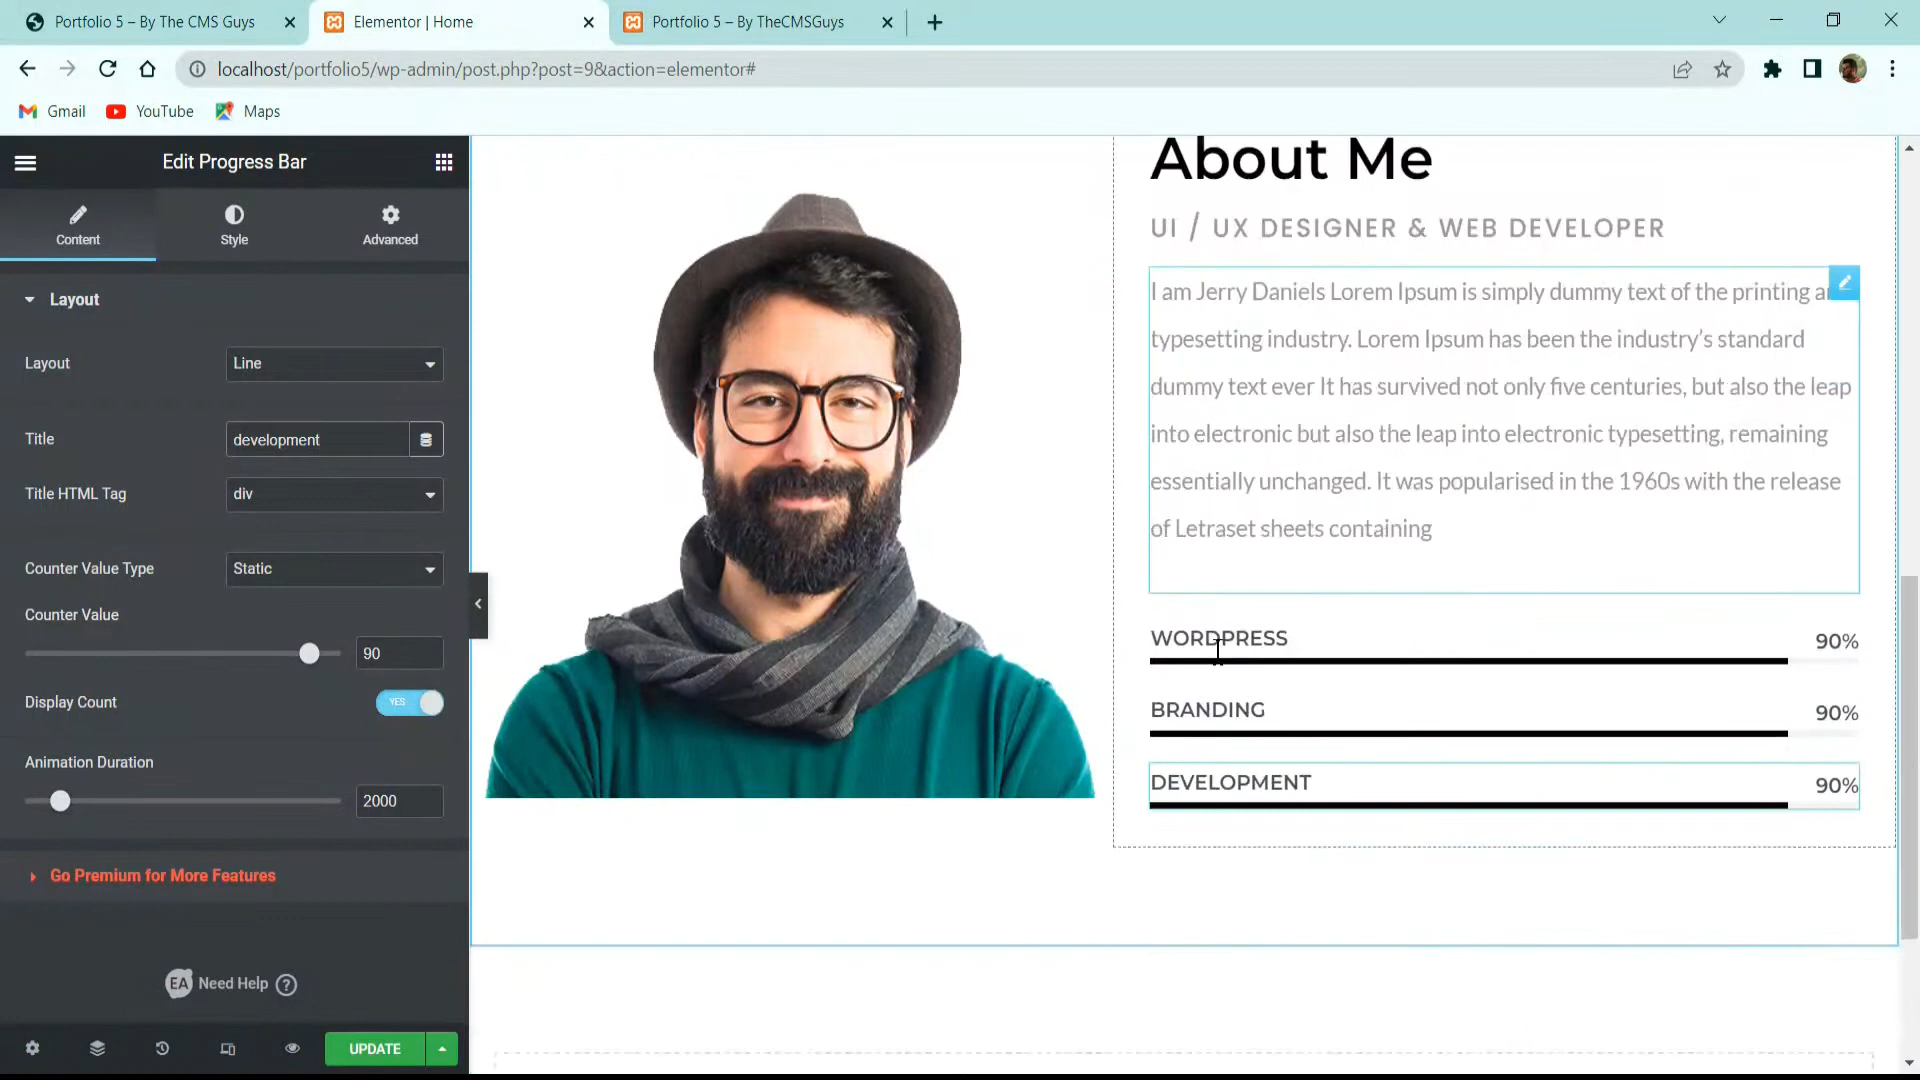 Portfolio 5 – By The CMS Guys
Elementor | Home
Portfolio 5 – By TheCMSGuys
localhost/portfolio5/wp-admin/post.php?post=9&action=elementor#
Gmail
YouTube
Maps
Edit Progress Bar
Content
Style
Advanced
Layout
Layout
Line
Title
development
Title HTML Tag
div
Counter Value Type
Static
Counter Value
90
Display Count
YES
Animation Duration
2000
Go Premium for More Features
EA
Need Help ?
UPDATE
About Me
UI / UX DESIGNER & WEB DEVELOPER
I am Jerry Daniels Lorem Ipsum is simply dummy text of the printing
typesetting industry. Lorem Ipsum has been the industry’s standard
dummy text ever It has survived not only five centuries, but also the leap
into electronic but also the leap into electronic typesetting, remaining
essentially unchanged. It was popularised in the 1960s with the release
of Letraset sheets containing
WORDPRESS 90%
BRANDING 90%
DEVELOPMENT 90%